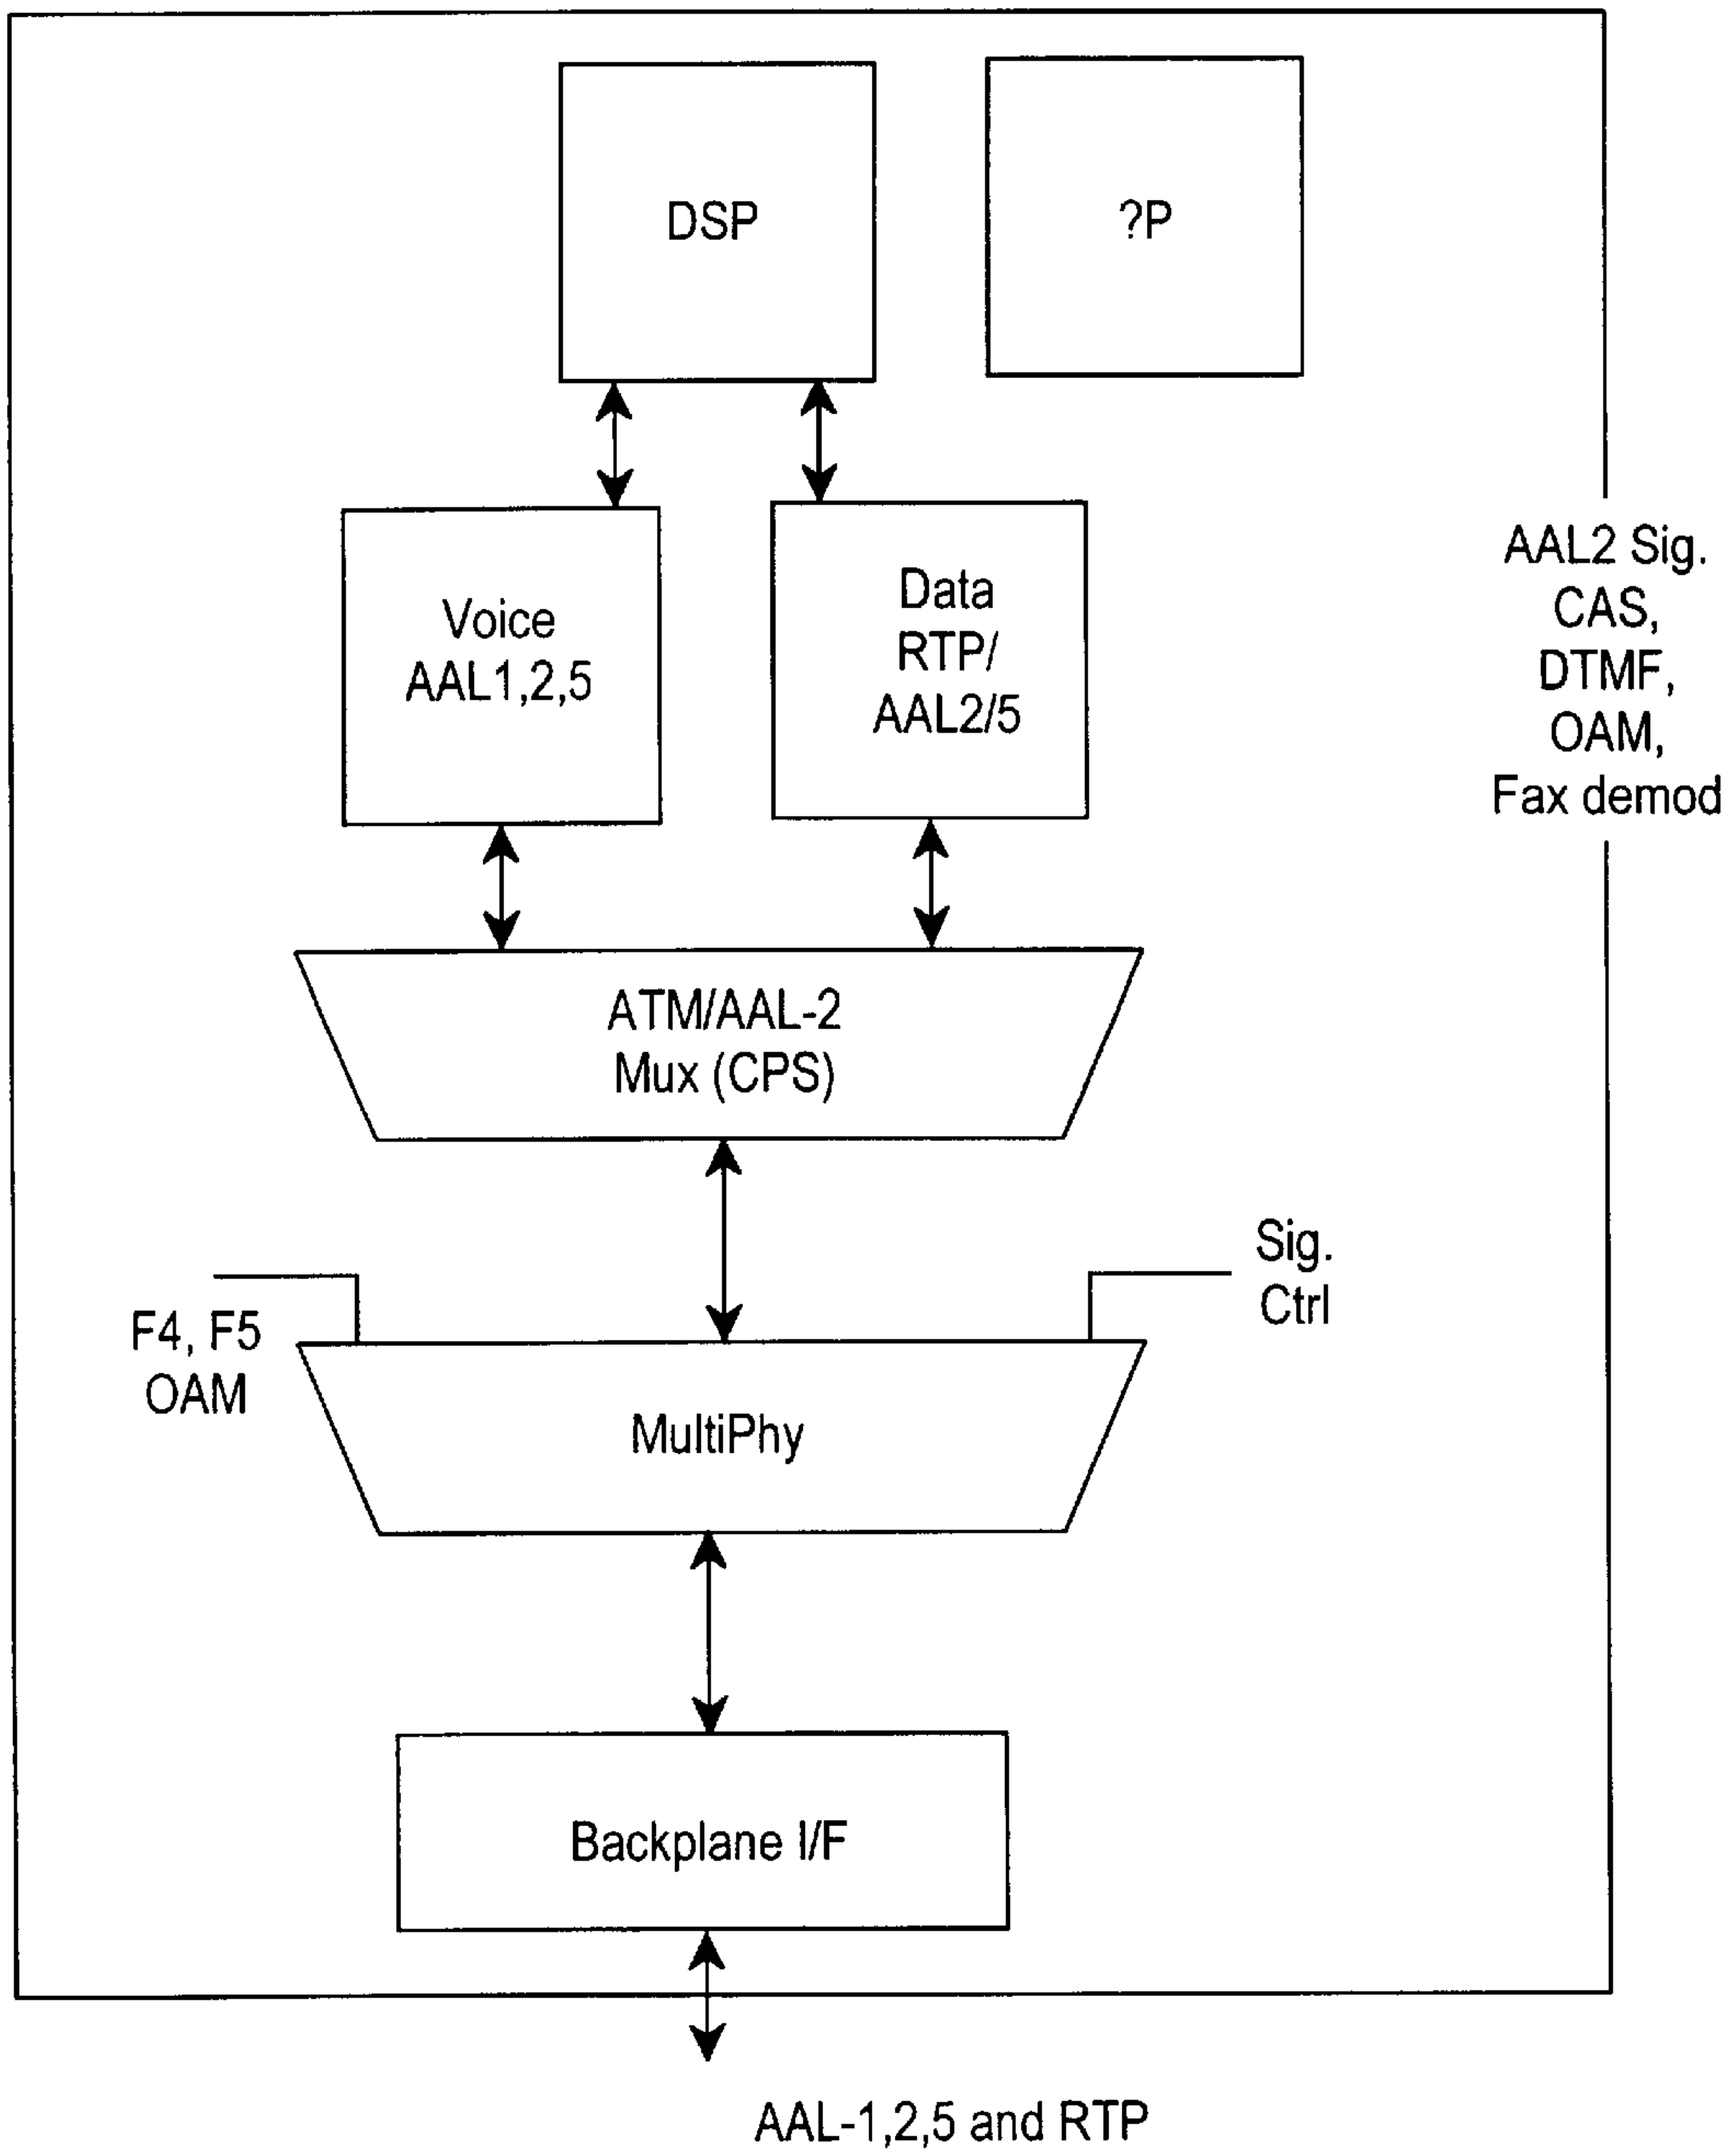 DSP
?P
Voice
AAL1,2,5
Data
RTP/
AAL2/5
AAL2 Sig.
CAS,
DTMF,
OAM,
Fax demod
ATM/AAL-2
Mux (CPS)
F4, F5
OAM
Sig.
Ctrl
MultiPhy
Backplane I/F
AAL-1,2,5 and RTP